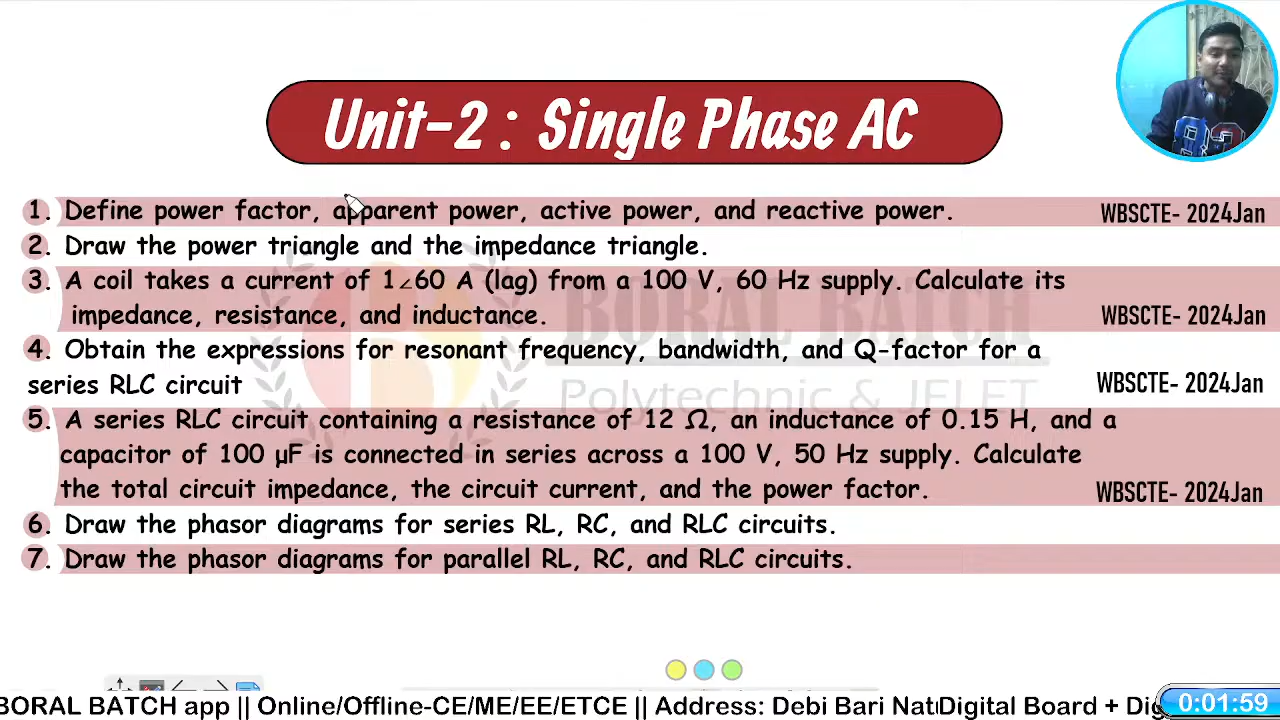 Unit-2 : Single Phase AC
1. Define power factor, apparent power, active power, and reactive power. WBSCTE- 2024Jan
2. Draw the power triangle and the impedance triangle.
3. A coil takes a current of 1∠60 A (lag) from a 100 V, 60 Hz supply. Calculate its
impedance, resistance, and inductance. WBSCTE- 2024Jan
4. Obtain the expressions for resonant frequency, bandwidth, and Q-factor for a
series RLC circuit WBSCTE- 2024Jan
5. A series RLC circuit containing a resistance of 12 Ω, an inductance of 0.15 H, and a
capacitor of 100 µF is connected in series across a 100 V, 50 Hz supply. Calculate
the total circuit impedance, the circuit current, and the power factor. WBSCTE- 2024Jan
6. Draw the phasor diagrams for series RL, RC, and RLC circuits.
7. Draw the phasor diagrams for parallel RL, RC, and RLC circuits.
BORAL BATCH
Polytechnic & JELET
BORAL BATCH app || Online/Offline-CE/ME/EE/ETCE || Address: Debi Bari Digital Board +
0:01:59